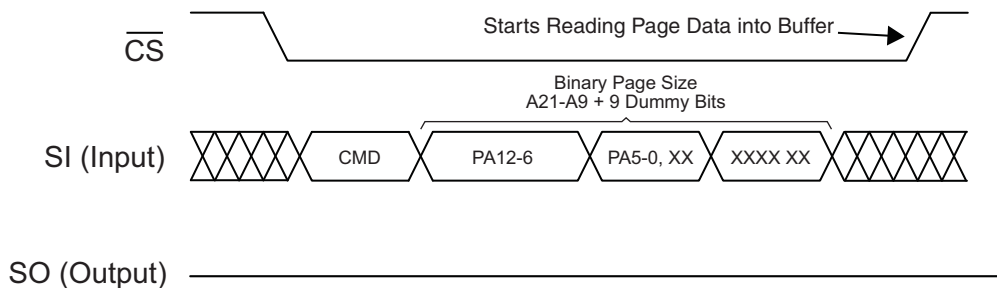 Starts Reading Page Data into Buffer
CS
Binary Page Size
A21-A9 + 9 Dummy Bits
SI (Input)
CMD
PA12-6
PA5-0, XX
XXXX XX
SO (Output)